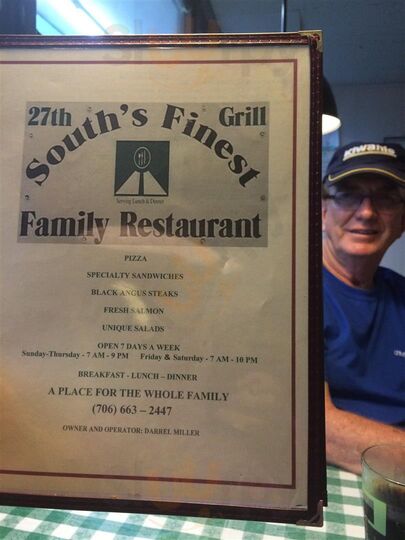 27th Grill
South's Finest
Serving Lunch & Dinner
Family Restaurant
PIZZA
SPECIALTY SANDWICHES
BLACK ANGUS STEAKS
FRESH SALMON
UNIQUE SALADS
OPEN 7 DAYS A WEEK
Sunday-Thursday - 7 AM - 9 PM Friday & Saturday - 7 AM - 10 PM
BREAKFAST - LUNCH – DINNER
A PLACE FOR THE WHOLE FAMILY
(706) 663 – 2447
OWNER AND OPERATOR: DARREL MILLER
Kiwanis